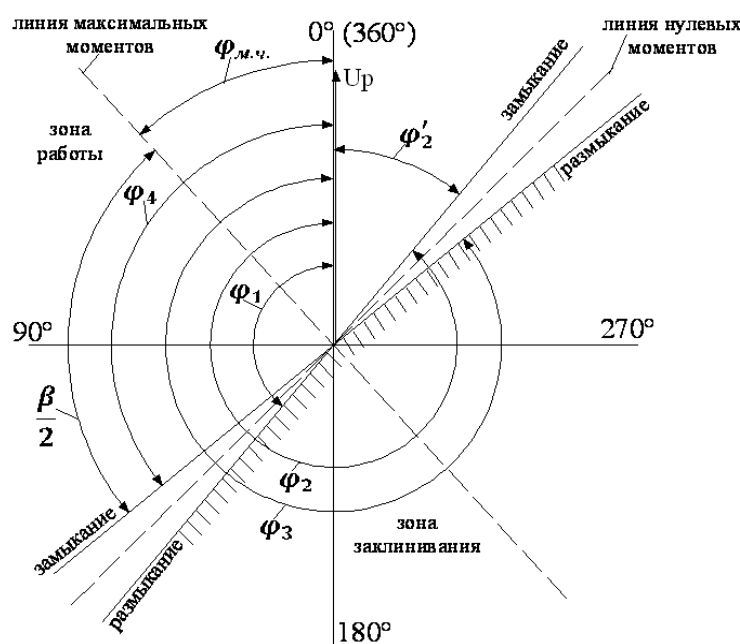 линия максимальных
моментов
0° (360°)
линия нулевых
моментов
φм.ч.
Up
замыкание
зона
работы
φ'2
размыкание
φ4
φ1
90°
270°
β
2
φ2
φ3
зона
заклинивания
замыкание
размыкание
180°